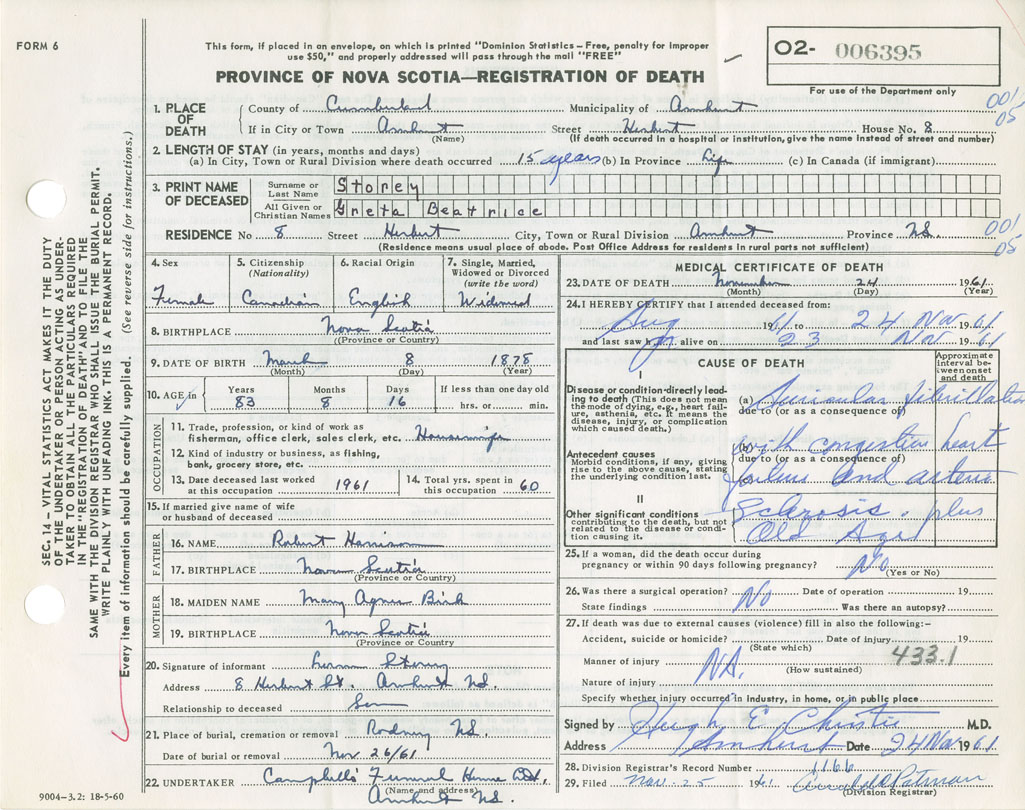 FORM 6
This form, if placed in an envelope, on which is printed "Dominion Statistics – Free, penalty for improper
use $50," and properly addressed will pass through the mail "FREE"
PROVINCE OF NOVA SCOTIA—REGISTRATION OF DEATH
O2- 006395
For use of the Department only
SEC. 14 – VITAL STATISTICS ACT MAKES IT THE DUTY
OF THE UNDERTAKER OR PERSON ACTING AS UNDER-
TAKER TO OBTAIN ALL THE PARTICULARS REQUIRED
IN THE "REGISTRATION OF DEATH" AND TO FILE THE
SAME WITH THE DIVISION REGISTRAR WHO SHALL ISSUE THE BURIAL PERMIT.
WRITE PLAINLY WITH UNFADING INK. THIS IS A PERMANENT RECORD.
Every item of information should be carefully supplied. (See reverse side for instructions.)
1. PLACE OF DEATH
County of Cumberland Municipality of Amherst 001/05
If in City or Town Amherst Street Herbert House No. 8
(Name) (If death occurred in a hospital or institution, give the name instead of street and number)
2. LENGTH OF STAY (in years, months and days)
(a) In City, Town or Rural Division where death occurred 15 years (b) In Province Life (c) In Canada (if immigrant)
3. PRINT NAME OF DECEASED
Surname or Last Name Storey
All Given or Christian Names Greta Beatrice
RESIDENCE No 8 Street Herbert City, Town or Rural Division Amherst Province N.S. 001/05
(Residence means usual place of abode. Post Office Address for residents in rural parts not sufficient)
4. Sex 5. Citizenship (Nationality) 6. Racial Origin 7. Single, Married, Widowed or Divorced (write the word)
Female Canadian English Widowed
8. BIRTHPLACE Nova Scotia
(Province or Country)
9. DATE OF BIRTH March 8 1878
(Month) (Day) (Year)
10. AGE in Years Months Days If less than one day old
83 8 16 hrs. or min.
OCCUPATION
11. Trade, profession, or kind of work as
fisherman, office clerk, sales clerk, etc. Housewife
12. Kind of industry or business, as fishing,
bank, grocery store, etc.
13. Date deceased last worked at this occupation 1961 14. Total yrs. spent in this occupation 60
15. If married give name of wife
or husband of deceased
FATHER
16. NAME Robert Harrison
17. BIRTHPLACE Nova Scotia
(Province or Country)
MOTHER
18. MAIDEN NAME Mary Agnes Birch
19. BIRTHPLACE Nova Scotia
(Province or Country)
20. Signature of informant Storey
Address 8 Herbert St. Amherst N.S.
Relationship to deceased Son
21. Place of burial, cremation or removal N.S.
Date of burial or removal Nov. 26/61
22. UNDERTAKER Campbells' Funeral Home Ltd.
(Name and address)
Amherst N.S.
MEDICAL CERTIFICATE OF DEATH
23. DATE OF DEATH November 24 1961
(Month) (Day) (Year)
24. I HEREBY CERTIFY that I attended deceased from:
Aug 1961 to 24 Nov 1961
and last saw her alive on 23 Nov 1961
CAUSE OF DEATH
Approximate interval between onset and death
I
Disease or condition directly lead-
ing to death (This does not mean
the mode of dying, e.g., heart fail-
ure, asthenia, etc. it means the
disease, injury, or complication
which caused death.)
(a) Auricular fibrillation
due to (or as a consequence of)
Antecedent causes
Morbid conditions, if any, giving
rise to the above cause, stating
the underlying condition last.
(b) with congestive heart
due to (or as a consequence of)
(c) failure and arterio
II
Other significant conditions
contributing to the death, but not
related to the disease or condi-
tion causing it.
Sclerosis. plus
Old Age
25. If a woman, did the death occur during
pregnancy or within 90 days following pregnancy? No
(Yes or No)
26. Was there a surgical operation? No Date of operation 19
State findings Was there an autopsy?
27. If death was due to external causes (violence) fill in also the following:-
Accident, suicide or homicide? Date of injury 19
(State which) 433.1
Manner of injury NA.
(How sustained)
Nature of injury
Specify whether injury occurred in industry, in home, or in public place
Signed by Hugh E. Christie M.D.
Address Amherst Date 24 Nov 1961
28. Division Registrar's Record Number 1166
29. Filed Nov. 25 1961
(Division Registrar)
9004-3.2: 18-5-60